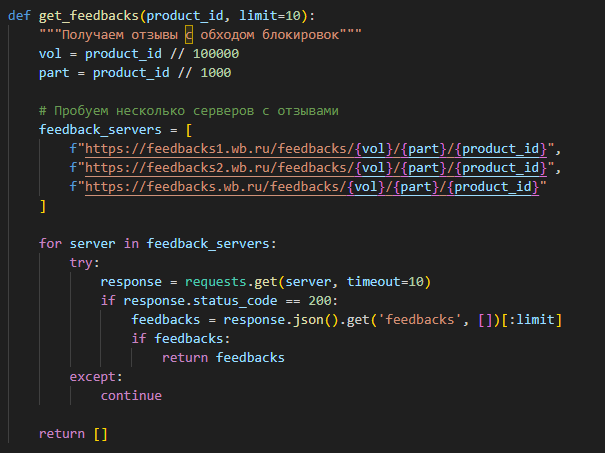 def get_feedbacks(product_id, limit=10):
    """Получаем отзывы с обходом блокировок"""
    vol = product_id // 100000
    part = product_id // 1000

    # Пробуем несколько серверов с отзывами
    feedback_servers = [
        f"https://feedbacks1.wb.ru/feedbacks/{vol}/{part}/{product_id}",
        f"https://feedbacks2.wb.ru/feedbacks/{vol}/{part}/{product_id}",
        f"https://feedbacks.wb.ru/feedbacks/{vol}/{part}/{product_id}"
    ]

    for server in feedback_servers:
        try:
            response = requests.get(server, timeout=10)
            if response.status_code == 200:
                feedbacks = response.json().get('feedbacks', [])[:limit]
                if feedbacks:
                    return feedbacks
        except:
            continue

    return []